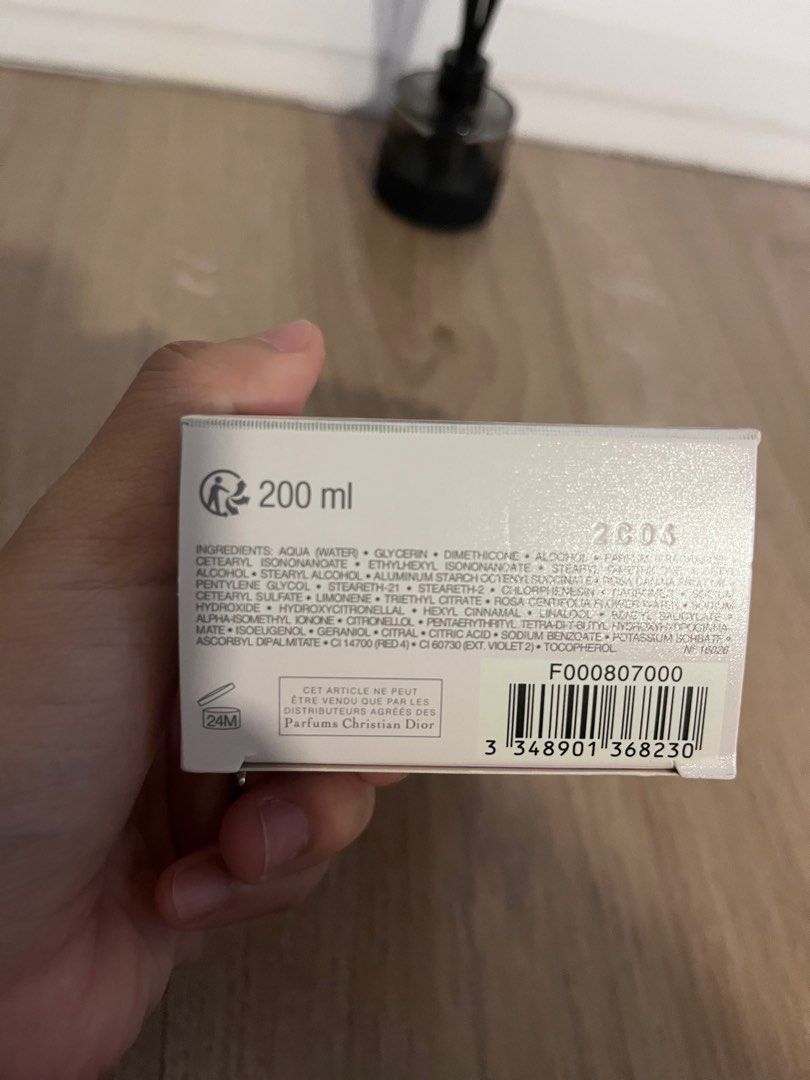 200 ml
2C04
INGREDIENTS: AQUA (WATER) • GLYCERIN • DIMETHICONE • ALCOHOL •
CETEARYL ISONONANOATE • ETHYLHEXYL ISONONANOATE •
ALCOHOL • STEARYL ALCOHOL • ALUMINUM STARCH OCTENYLSUCCINATE •
PENTYLENE GLYCOL • STEARETH-21 • STEARETH-2 • CHLORPHENESIN •
CETEARYL SULFATE • LIMONENE • TRIETHYL CITRATE • ROSA CENTIFOLIA FLOWER WATER • SODIUM
HYDROXIDE • HYDROXYCITRONELLAL • HEXYL CINNAMAL • LINALOOL • BENZYL SALICYLATE •
ALPHA-ISOMETHYL IONONE • CITRONELLOL • PENTAERYTHRITYL TETRA-DI-T-BUTYL HYDROXYHYDROCINNA
MATE • ISOEUGENOL • GERANIOL • CITRAL • CITRIC ACID • SODIUM BENZOATE • POTASSIUM SORBATE •
ASCORBYL DIPALMITATE • CI 14700 (RED 4) • CI 60730 (EXT. VIOLET 2) • TOCOPHEROL.
F000807000
24M
CET ARTICLE NE PEUT
ÊTRE VENDU QUE PAR LES
DISTRIBUTEURS AGRÉÉS DES
Parfums Christian Dior
3 348901 368230